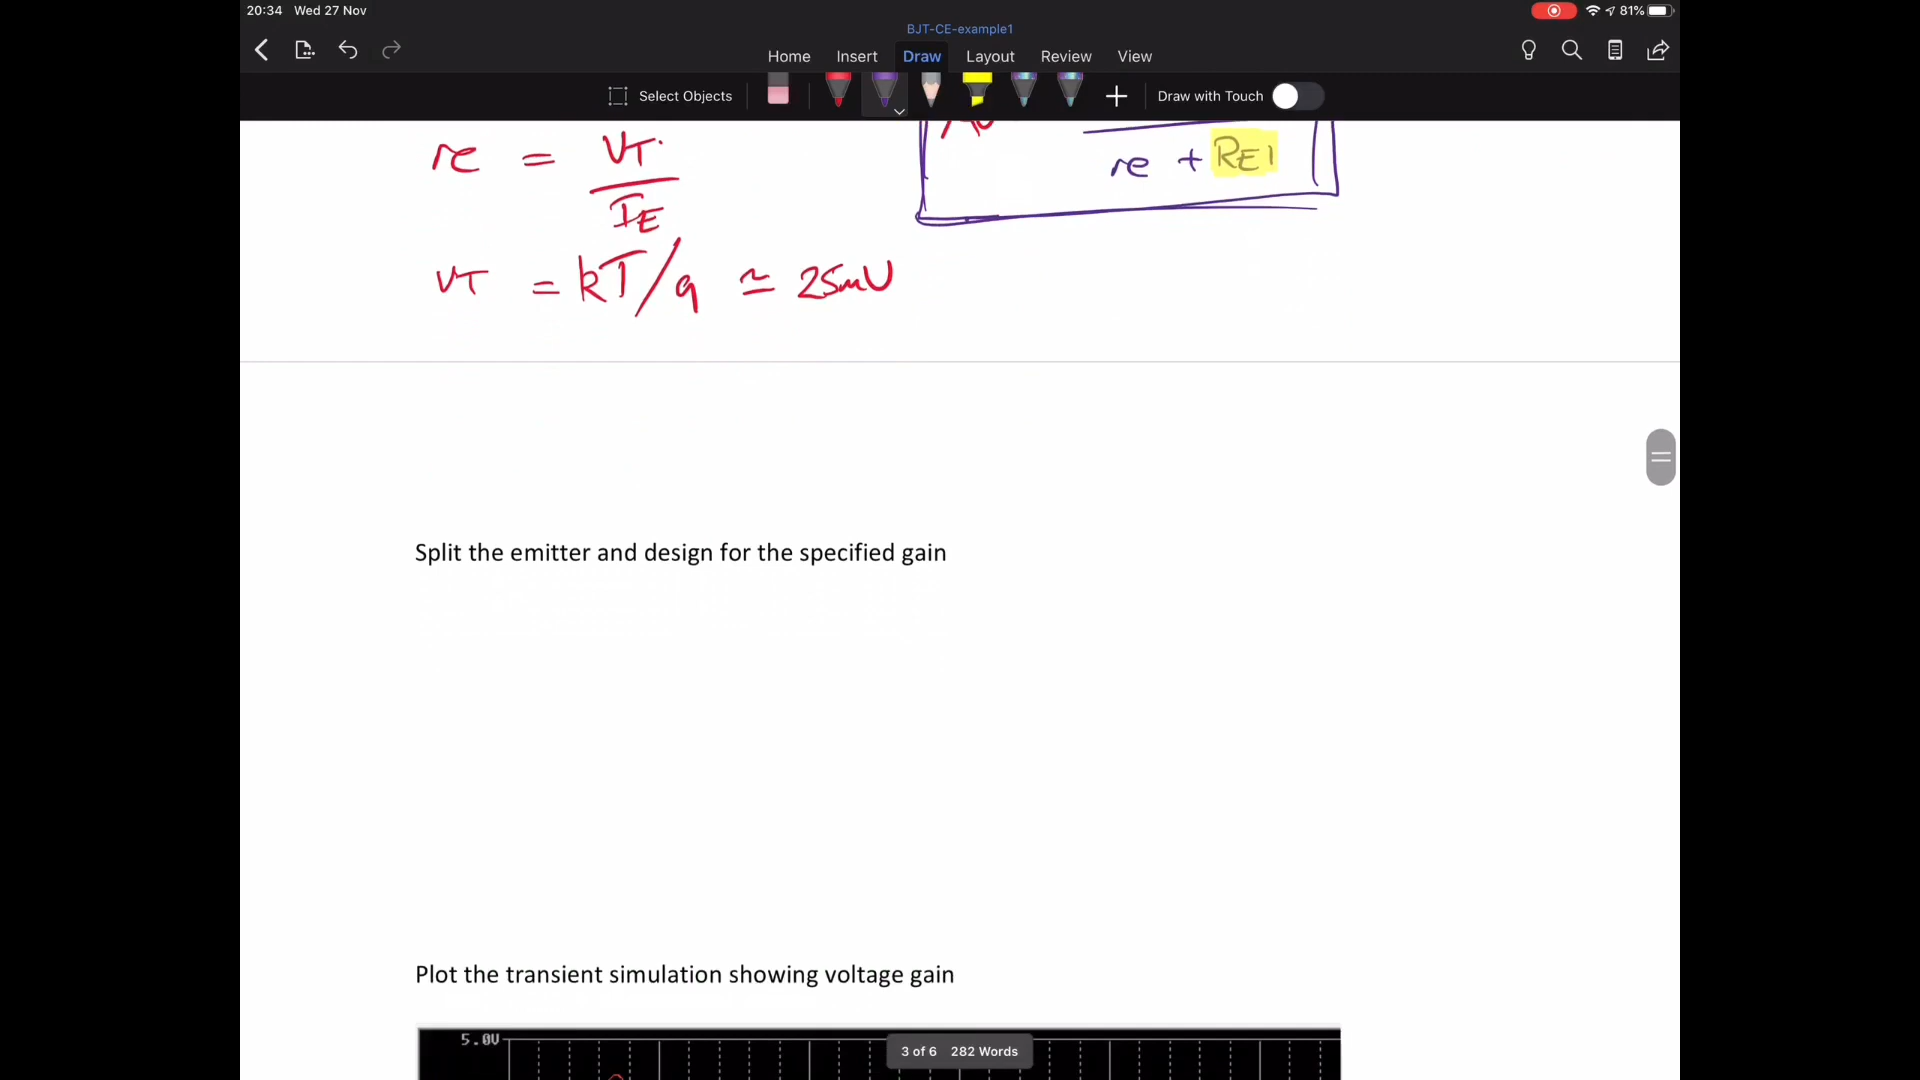 20:34 Wed 27 Nov
81%
BJT-CE-example1
Home Insert Draw Layout Review View
Select Objects
Draw with Touch
re = VT
IE
re + RE1
VT = kT/q ≃ 25mV
Split the emitter and design for the specified gain
Plot the transient simulation showing voltage gain
5.0V
3 of 6 282 Words